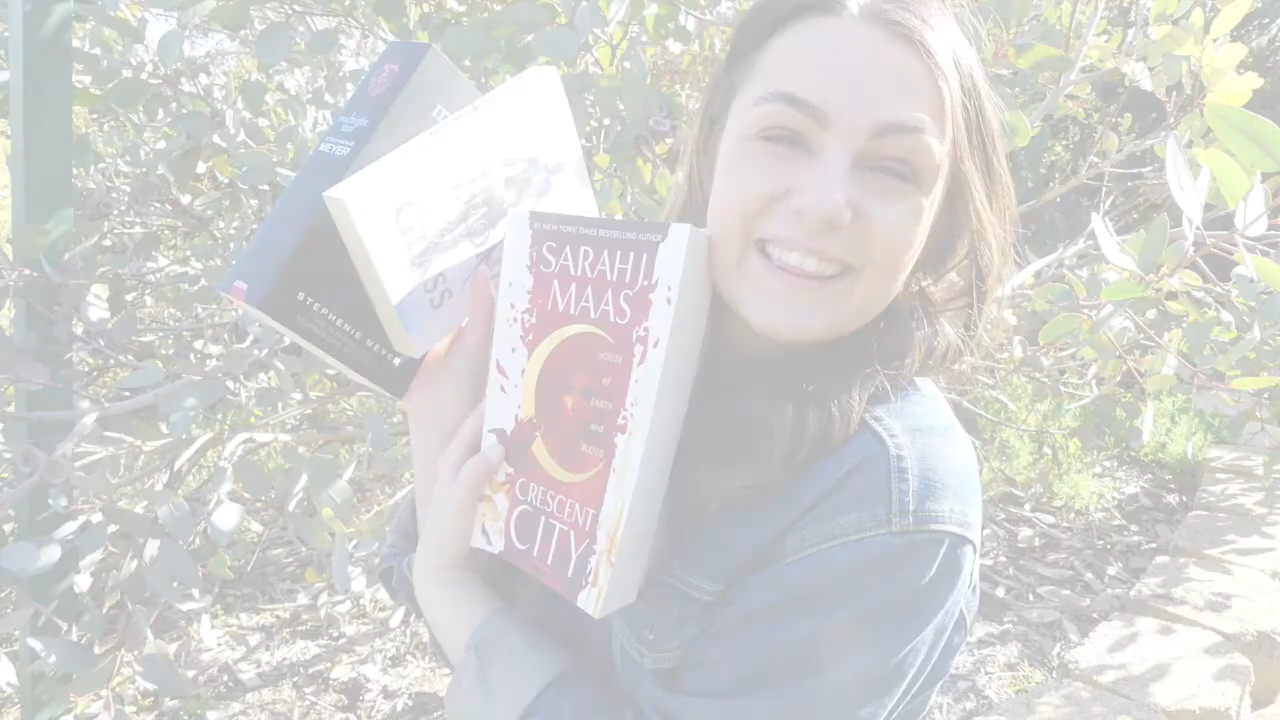 midnight
sun
STEPHENIE
MEYER
STEPHENIE MEYER
#1 NEW YORK TIMES BESTSELLING AUTHOR
SARAH J.
MAAS
HOUSE
of
EARTH
and
BLOOD
CRESCENT
CITY